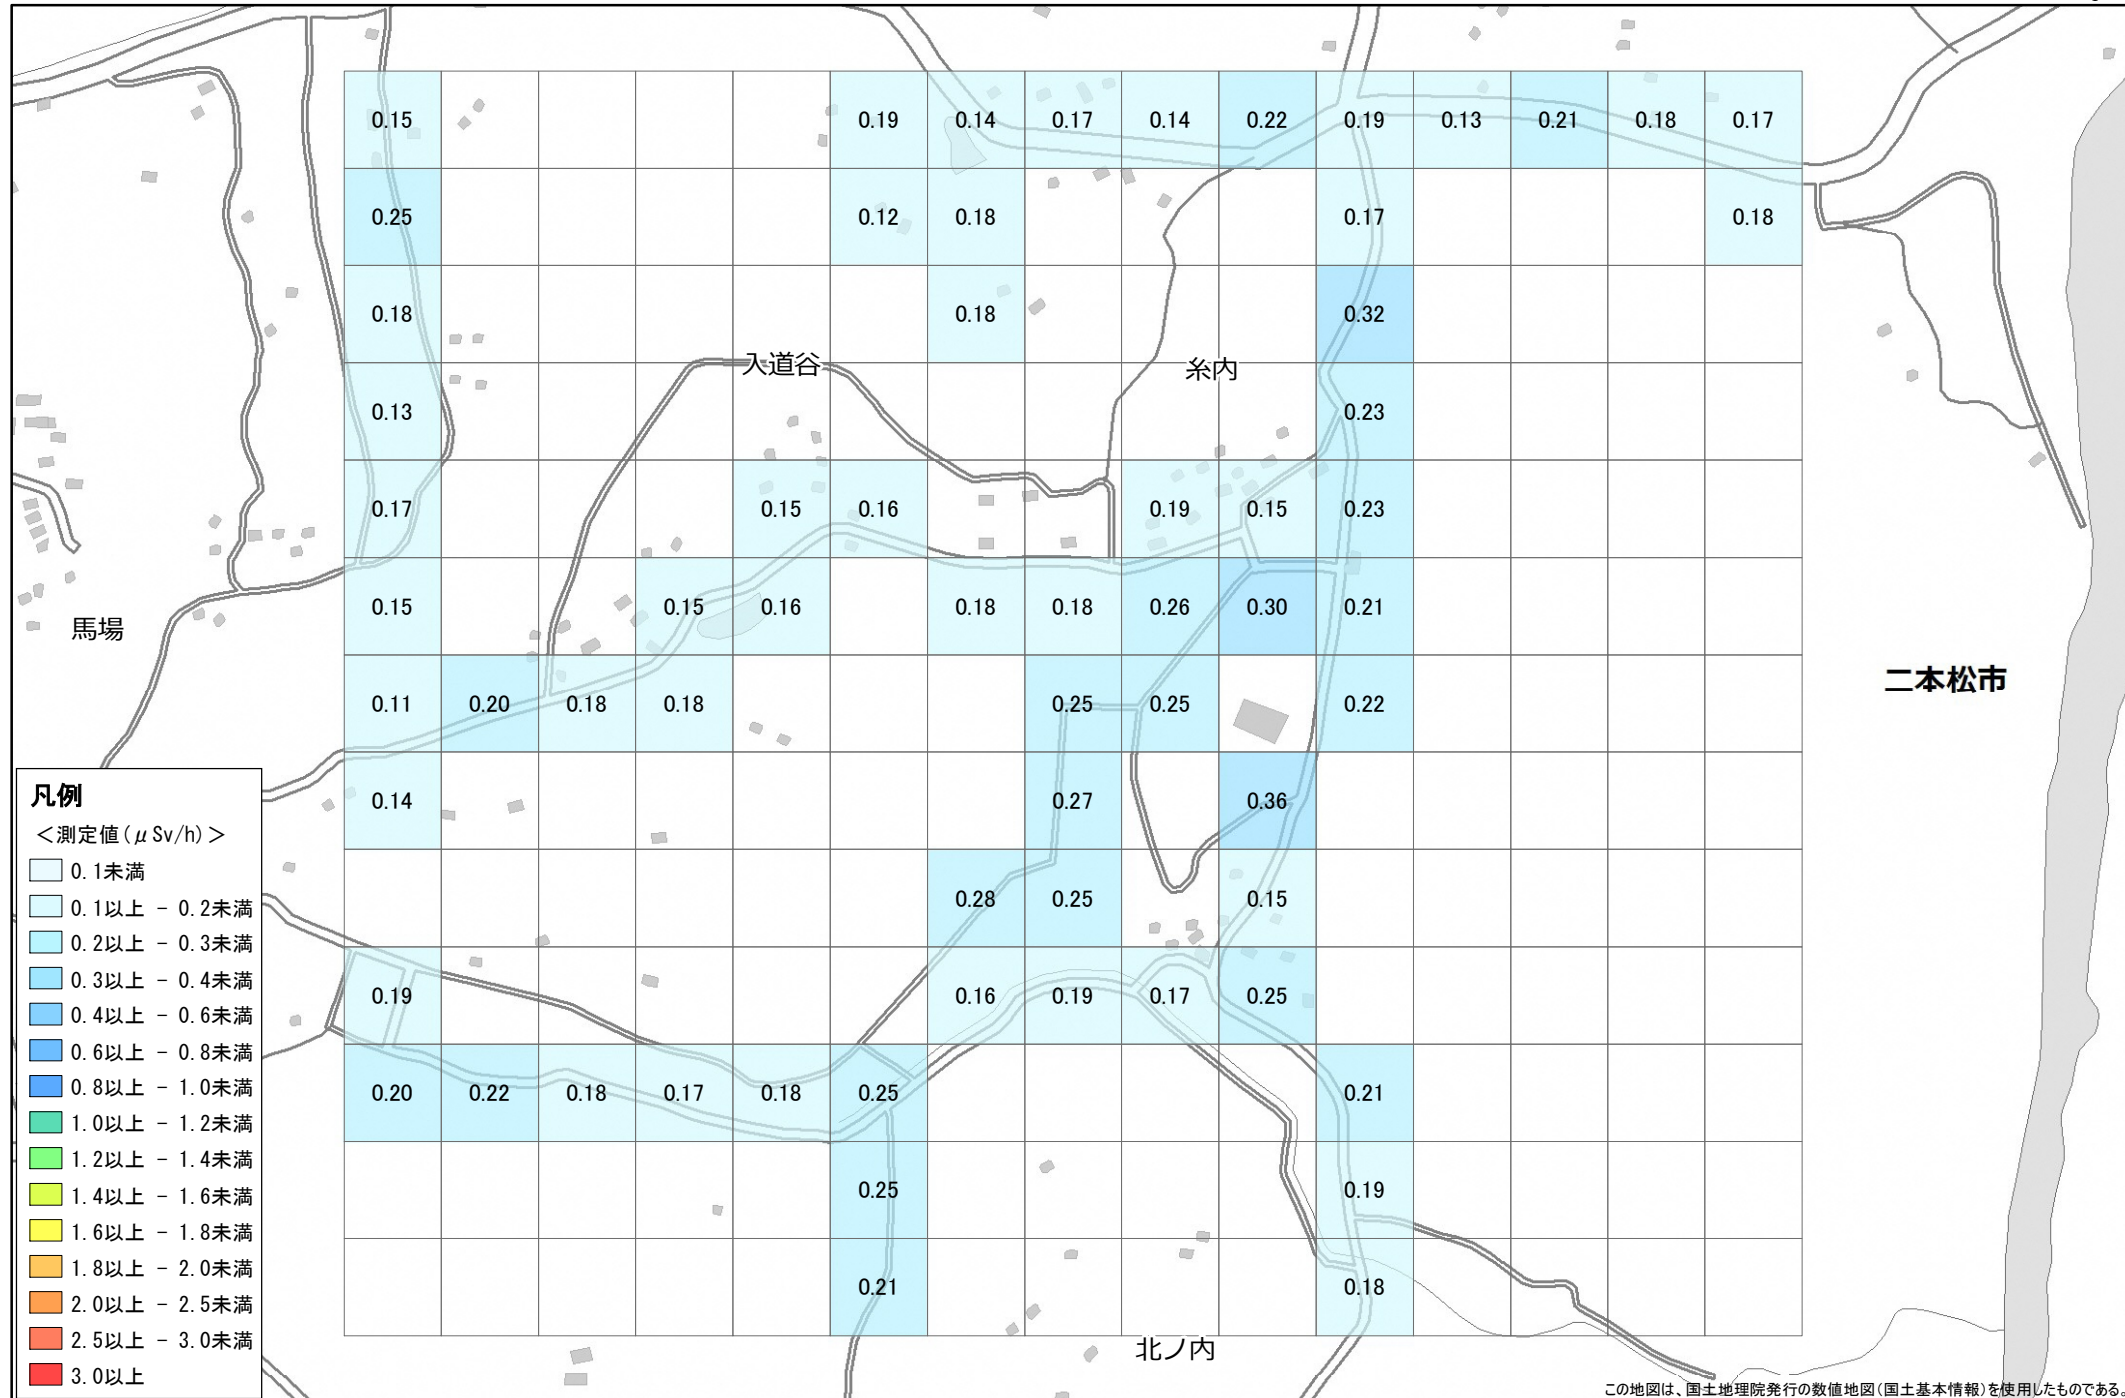 0.15 0.19 0.14 0.17 0.14 0.22 0.19 0.13 0.21 0.18 0.17
0.25 0.12 0.18 0.17 0.18
0.18 0.18 0.32
入道谷 糸内
0.13 0.23
0.17 0.15 0.16 0.19 0.15 0.23
0.15 0.15 0.16 0.18 0.18 0.26 0.30 0.21
馬場
二本松市
0.11 0.20 0.18 0.18 0.25 0.25 0.22
0.14 0.27 0.36
0.28 0.25 0.15
0.19 0.16 0.19 0.17 0.25
0.20 0.22 0.18 0.17 0.18 0.25 0.21
0.25 0.19
0.21 0.18
北ノ内
凡例
＜測定値(μSv/h)＞
0.1未満
0.1以上 － 0.2未満
0.2以上 － 0.3未満
0.3以上 － 0.4未満
0.4以上 － 0.6未満
0.6以上 － 0.8未満
0.8以上 － 1.0未満
1.0以上 － 1.2未満
1.2以上 － 1.4未満
1.4以上 － 1.6未満
1.6以上 － 1.8未満
1.8以上 － 2.0未満
2.0以上 － 2.5未満
2.5以上 － 3.0未満
3.0以上
この地図は、国土地理院発行の数値地図(国土基本情報)を使用したものである。